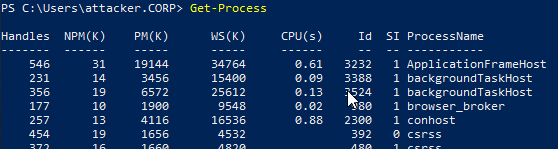 PS C:\Users\attacker.CORP> Get-Process
Handles NPM(K) PM(K) WS(K) CPU(s) Id SI ProcessName
------- ------ ----- ----- ------ -- -- -----------
546 31 19144 34764 0.61 3232 1 ApplicationFrameHost
231 14 3456 15400 0.09 3388 1 backgroundTaskHost
356 19 6572 25612 0.13 3524 1 backgroundTaskHost
177 10 1900 9548 0.02 1 browser_broker
257 13 4116 16536 0.88 2300 1 conhost
454 19 1656 4532 392 0 csrss
372 16 1660 4820 480 1 csrss